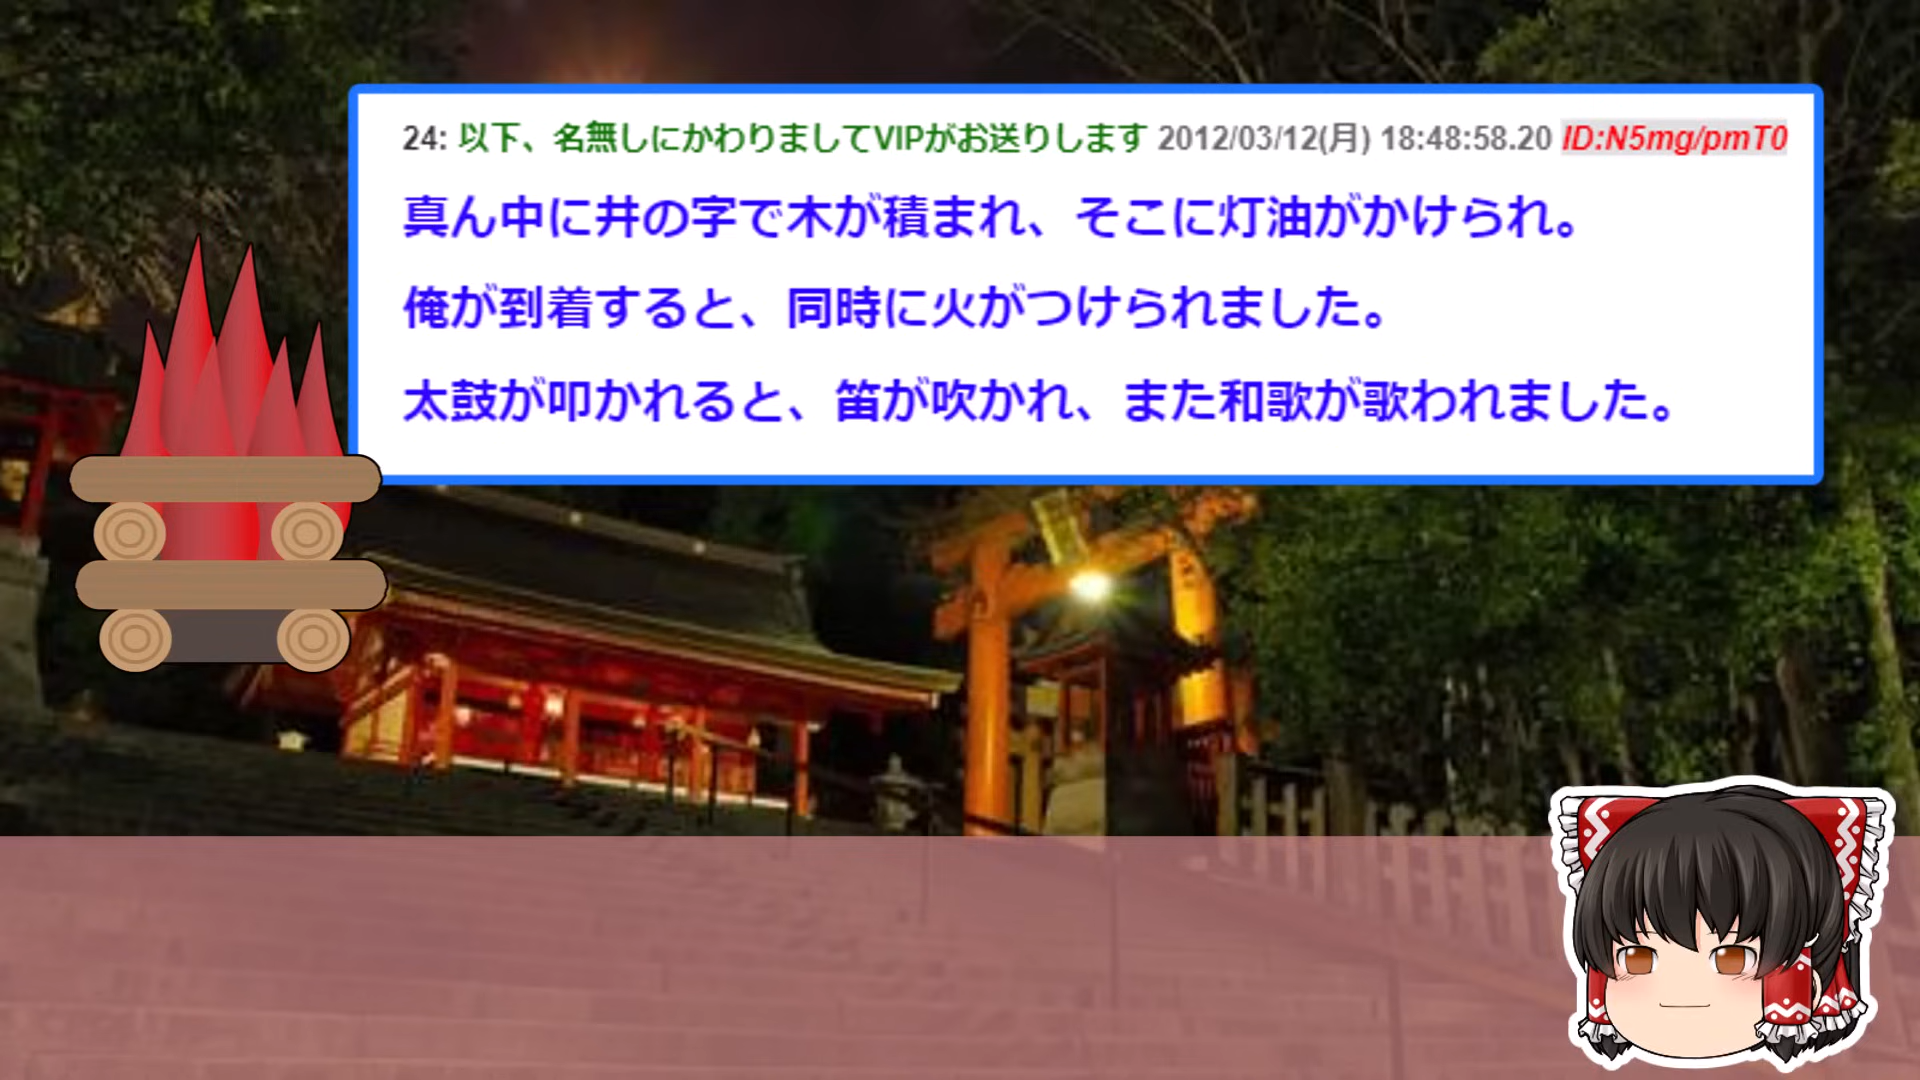 24: 以下、名無しにかわりましてVIPがお送りします 2012/03/12(月) 18:48:58.20 ID:N5mg/pmT0
真ん中に井の字で木が積まれ、そこに灯油がかけられ。
俺が到着すると、同時に火がつけられました。
太鼓が叩かれると、笛が吹かれ、また和歌が歌われました。